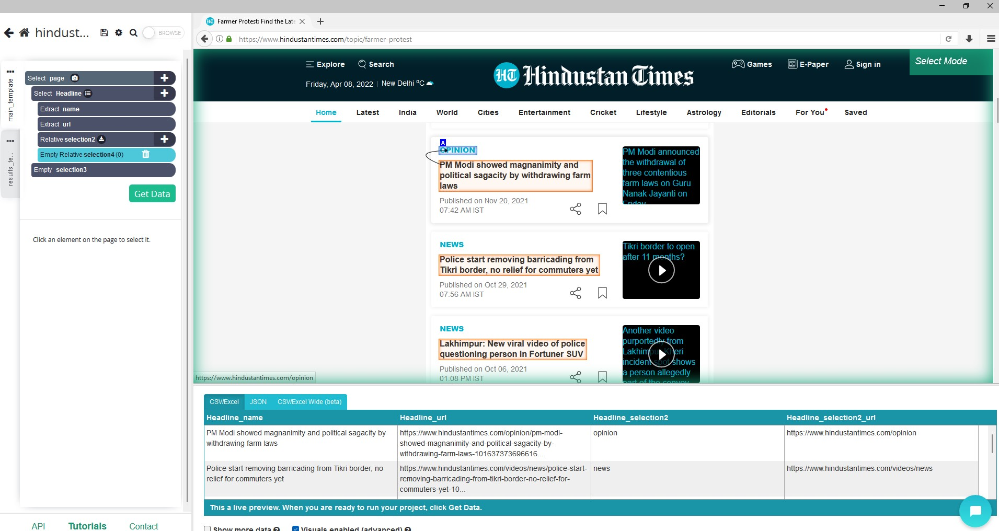 hindust...
BROWSE
main_template
results_te...
Select page
Select Headline
Extract name
Extract url
Relative selection2
Empty Relative selection4 (0)
Empty selection3
Get Data
Click an element on the page to select it.
API
Tutorials
Contact
HT
Farmer Protest: Find the Late
https://www.hindustantimes.com/topic/farmer-protest
Explore
Search
Friday, Apr 08, 2022 | New Delhi ⁰C
HT Hindustan Times
Games
E-Paper
Sign in
Select Mode
Home
Latest
India
World
Cities
Entertainment
Cricket
Lifestyle
Astrology
Editorials
For You
Saved
A
OPINION
PM Modi showed magnanimity and
political sagacity by withdrawing farm
laws
Published on Nov 20, 2021
07:42 AM IST
PM Modi announced
the withdrawal of
three contentious
farm laws on Guru
Nanak Jayanti on
Friday
NEWS
Police start removing barricading from
Tikri border, no relief for commuters yet
Published on Oct 29, 2021
07:56 AM IST
Tikri border to open
after 11 months?
NEWS
Lakhimpur: New viral video of police
questioning person in Fortuner SUV
Published on Oct 06, 2021
01:08 PM IST
Another video
purportedly from
Lakhimpur Kheri
incident spot shows
a person allegedly
part of the convoy
https://www.hindustantimes.com/opinion
CSV/Excel
JSON
CSV/Excel Wide (beta)
Headline_name
Headline_url
Headline_selection2
Headline_selection2_url
PM Modi showed magnanimity and political sagacity by
withdrawing farm laws
https://www.hindustantimes.com/opinion/pm-modi-
showed-magnanimity-and-political-sagacity-by-
withdrawing-farm-laws-101637373696616....
opinion
https://www.hindustantimes.com/opinion
Police start removing barricading from Tikri border, no
relief for commuters yet
https://www.hindustantimes.com/videos/news/police-start-
removing-barricading-from-tikri-border-no-relief-for-
commuters-yet-10...
news
https://www.hindustantimes.com/videos/news
This a live preview. When you are ready to run your project, click Get Data.
Show more data ?
Visuals enabled (advanced) ?